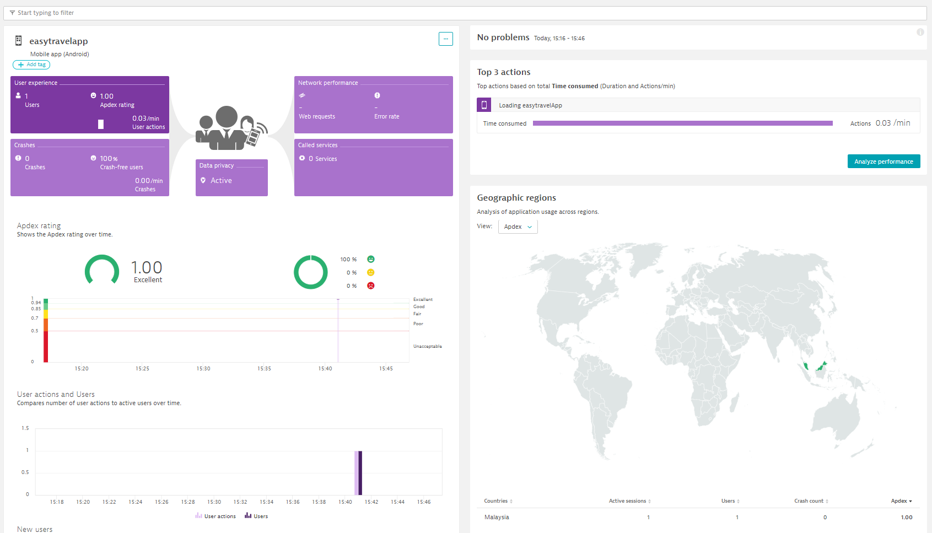 Start typing to filter
easytravelapp
Mobile app (Android)
Add tag
...
User experience
1
Users
1.00
Apdex rating
0.03 /min
User actions
Crashes
0
Crashes
100 %
Crash-free users
0.00 /min
Crashes
Network performance
-
Web requests
-
Error rate
Called services
0 Services
Data privacy
Active
Apdex rating
Shows the Apdex rating over time.
1.00
Excellent
100 %
0 %
0 %
1
0.94
0.85
0.7
0.5
0
Excellent
Good
Fair
Poor
Unacceptable
15:20 15:25 15:30 15:35 15:40 15:45
User actions and Users
Compares number of user actions to active users over time.
1.5
1
0.5
0
15:18 15:20 15:22 15:24 15:26 15:28 15:30 15:32 15:34 15:36 15:38 15:40 15:42 15:44 15:46
User actions Users
New users
No problems Today, 15:16 - 15:46
Top 3 actions
Top actions based on total Time consumed (Duration and Actions/min)
Loading easytravelApp
Time consumed Actions 0.03 /min
Analyze performance
Geographic regions
Analysis of application usage across regions.
View: Apdex
Countries Active sessions Users Crash count Apdex
Malaysia 1 1 0 1.00